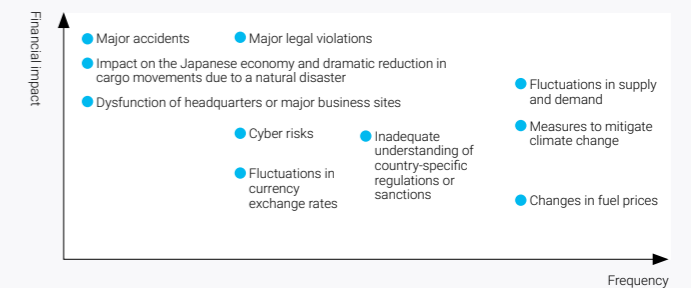 Financial impact
Major accidents
Major legal violations
Impact on the Japanese economy and dramatic reduction in
cargo movements due to a natural disaster
Dysfunction of headquarters or major business sites
Fluctuations in supply
and demand
Cyber risks
Inadequate
understanding of
country-specific
regulations or
sanctions
Measures to mitigate
climate change
Fluctuations in
currency
exchange rates
Changes in fuel prices
Frequency